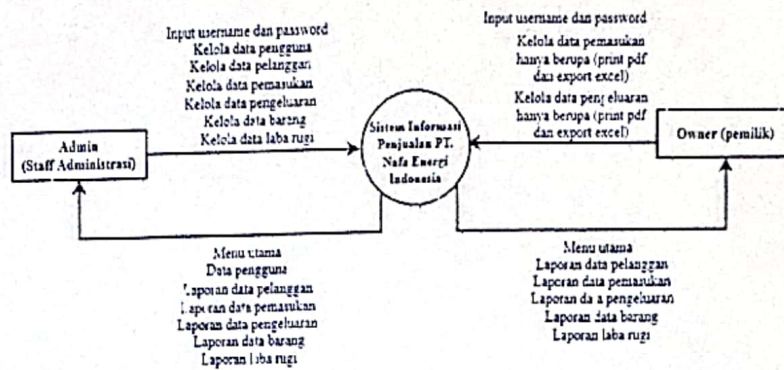 Input username dan password
Kelola data pengguna
Kelola data pelanggan
Kelola data pemasukan
Kelola data pengeluaran
Kelola data barang
Kelola data laba rugi
Admin
(Staff Administrasi)
Sistem Informasi
Penjualan PT.
Nafa Energi
Indonesia
Input username dan password
Kelola data pemasukan
hanya berupa (print pdf
dan export excel)
Kelola data pengeluaran
hanya berupa (print pdf
dan export excel)
Owner (pemilik)
Menu utama
Data pengguna
Laporan data pelanggan
Laporan data pemasukan
Laporan data pengeluaran
Laporan data barang
Laporan laba rugi
Menu utama
Laporan data pelanggan
Laporan data pemasukan
Laporan data pengeluaran
Laporan data barang
Laporan laba rugi